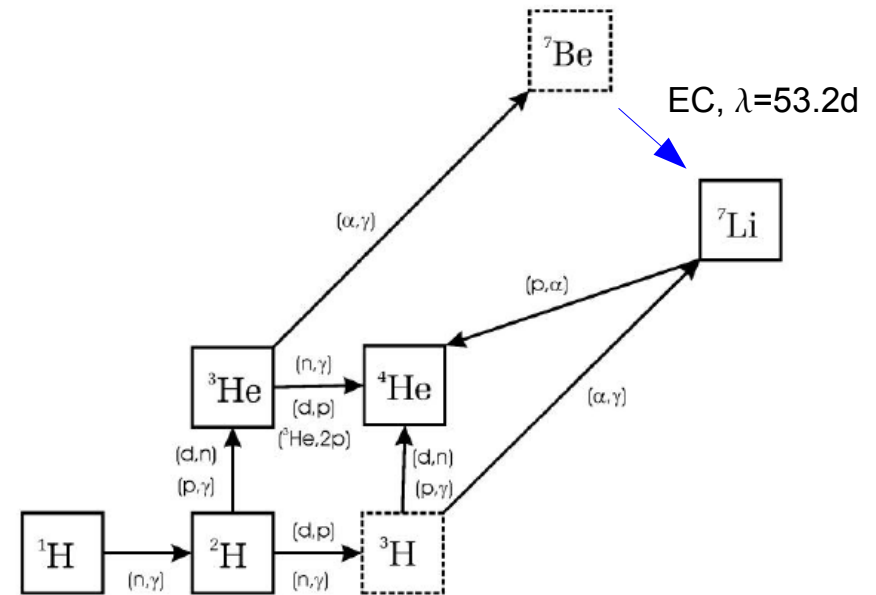 ⁷Be
EC, λ=53.2d
⁷Li
(α,γ)
(p,α)
³He
(n,γ)
(d,p)
(³He,2p)
⁴He
(α,γ)
(d,n)
(p,γ)
(d,n)
(p,γ)
¹H
(n,γ)
²H
(d,p)
(n,γ)
³H